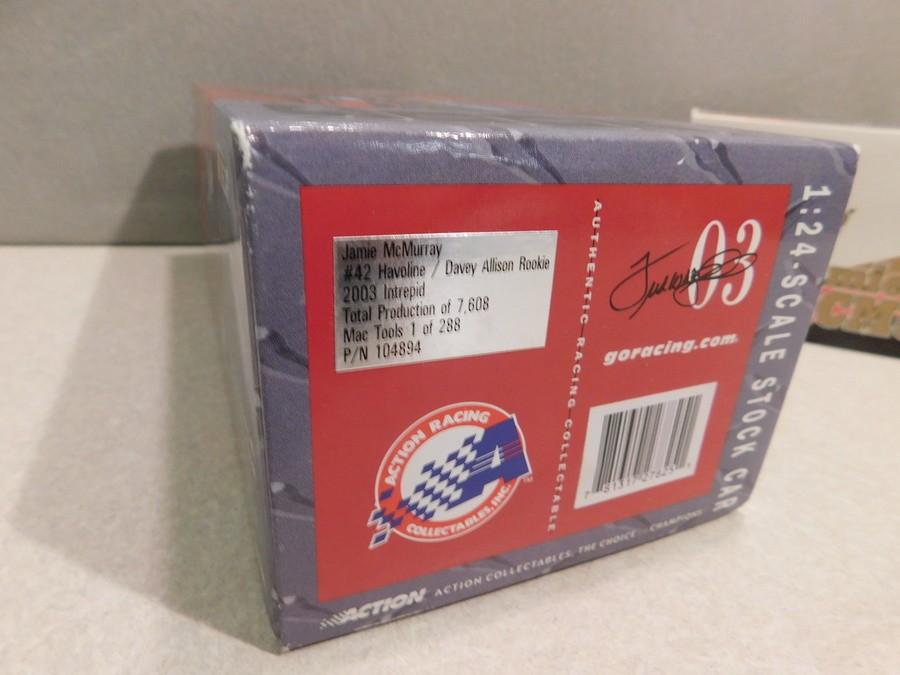 Jamie McMurray
#42 Havoline / Davey Allison Rookie
2003 Intrepid
Total Production of 7,608
Mac Tools 1 of 288
P/N 104894
AUTHENTIC RACING COLLECTABLE
03
goracing.com
1:24-SCALE STOCK CAR
ACTION RACING
COLLECTABLES, INC.
ACTION
ACTION COLLECTABLES, THE CHOICE CHAMPIONS